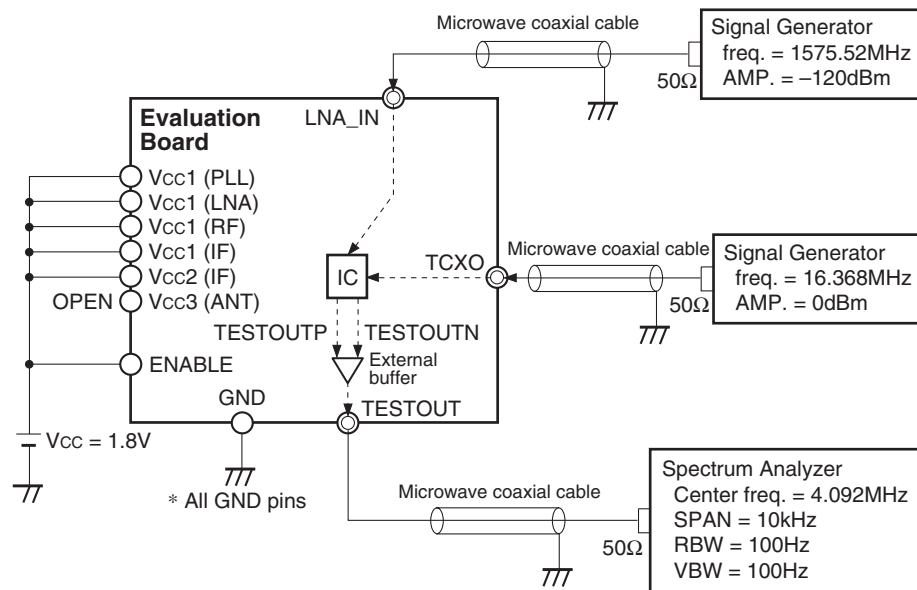 Microwave coaxial cable
Signal Generator
freq. = 1575.52MHz
AMP. = –120dBm
50Ω
LNA_IN
Evaluation
Board
VCC1 (PLL)
VCC1 (LNA)
VCC1 (RF)
VCC1 (IF)
VCC2 (IF)
OPEN
VCC3 (ANT)
ENABLE
IC
TCXO
Microwave coaxial cable
Signal Generator
freq. = 16.368MHz
AMP. = 0dBm
50Ω
TESTOUTP
TESTOUTN
External
buffer
GND
TESTOUT
VCC = 1.8V
* All GND pins
Microwave coaxial cable
50Ω
Spectrum Analyzer
Center freq. = 4.092MHz
SPAN = 10kHz
RBW = 100Hz
VBW = 100Hz